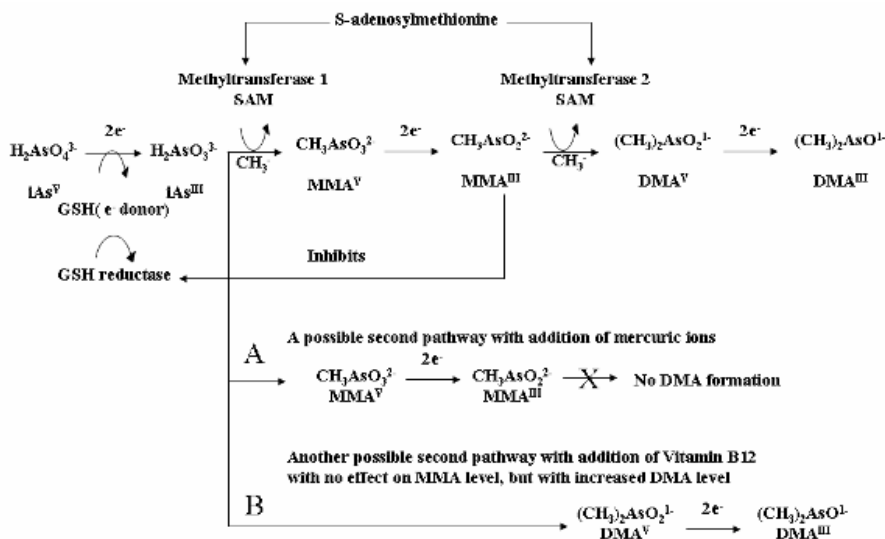 S-adenosylmethionine
Methyltransferase 1 Methyltransferase 2
SAM SAM
2e- CH₃AsO₃² 2e- CH₃AsO₂²⁻ (CH₃)₂AsO₂¹⁻ 2e- (CH₃)₂AsO¹⁻
H₂AsO₄³⁻ H₂AsO₃³⁻ CH₃⁻ CH₃⁻
iAsⱽ iAsᴵᴵᴵ MMAⱽ MMAᴵᴵᴵ DMAⱽ DMAᴵᴵᴵ
GSH( e- donor)
Inhibits
GSH reductase
A A possible second pathway with addition of mercuric ions
2e-
CH₃AsO₃²⁻ CH₃AsO₂²⁻ X No DMA formation
MMAⱽ MMAᴵᴵᴵ
Another possible second pathway with addition of Vitamin B12
with no effect on MMA level, but with increased DMA level
B (CH₃)₂AsO₂¹⁻ 2e- (CH₃)₂AsO¹⁻
DMAⱽ DMAᴵᴵᴵ